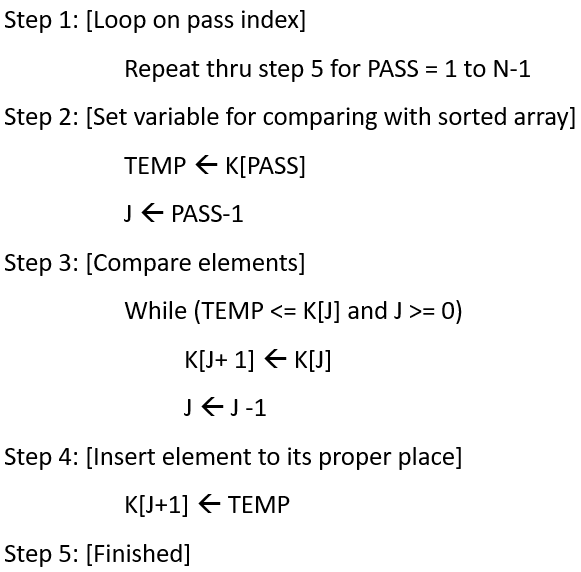 Step 1: [Loop on pass index]
Repeat thru step 5 for PASS = 1 to N-1
Step 2: [Set variable for comparing with sorted array]
TEMP ← K[PASS]
J ← PASS-1
Step 3: [Compare elements]
While (TEMP <= K[J] and J >= 0)
K[J+ 1] ← K[J]
J ← J -1
Step 4: [Insert element to its proper place]
K[J+1] ← TEMP
Step 5: [Finished]